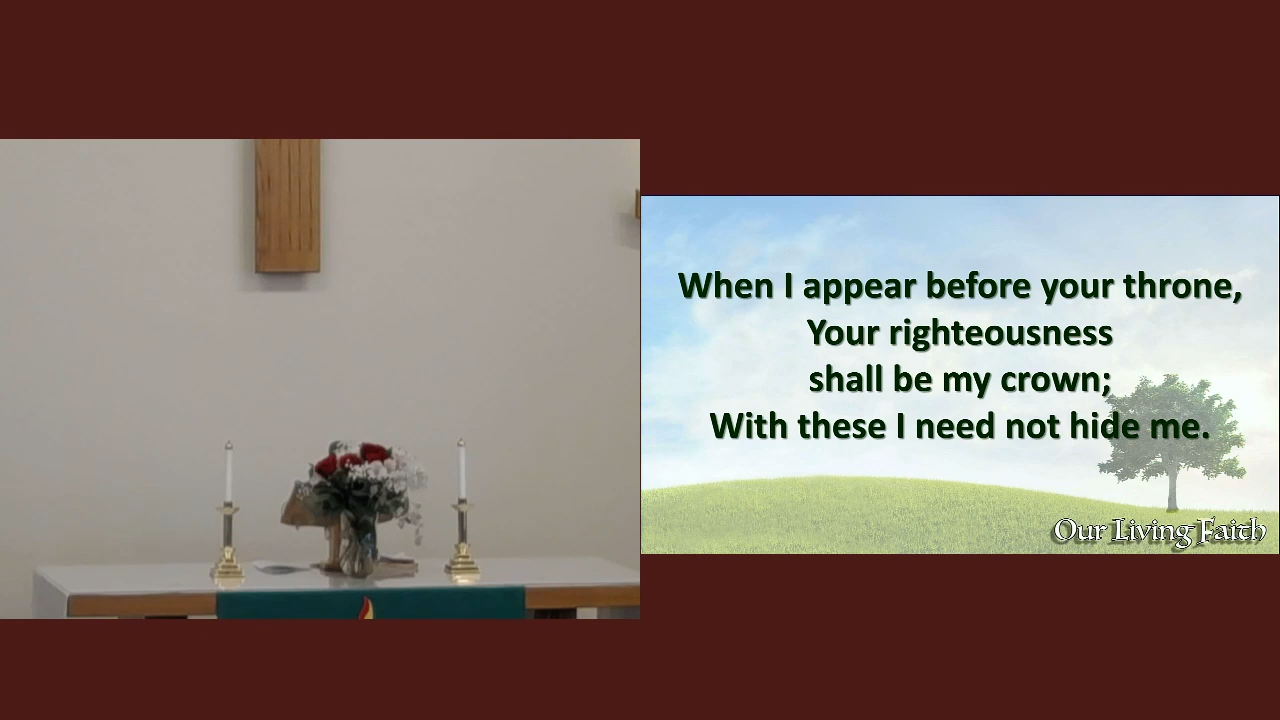 When I appear before your throne,
Your righteousness
shall be my crown;
With these I need not hide me.
Our Living Faith